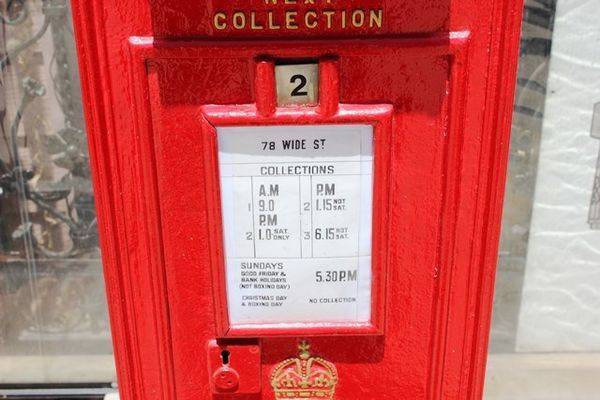 NEXT
COLLECTION
2
78 WIDE ST
COLLECTIONS
A.M P.M
1 9.0 2 1.15 NOT SAT.
P.M
2 1.0 SAT. ONLY 3 6.15 NOT SAT.
SUNDAYS
GOOD FRIDAY & 5.30 P.M
BANK HOLIDAYS
(NOT BOXING DAY)
CHRISTMAS DAY NO COLLECTION
& BOXING DAY